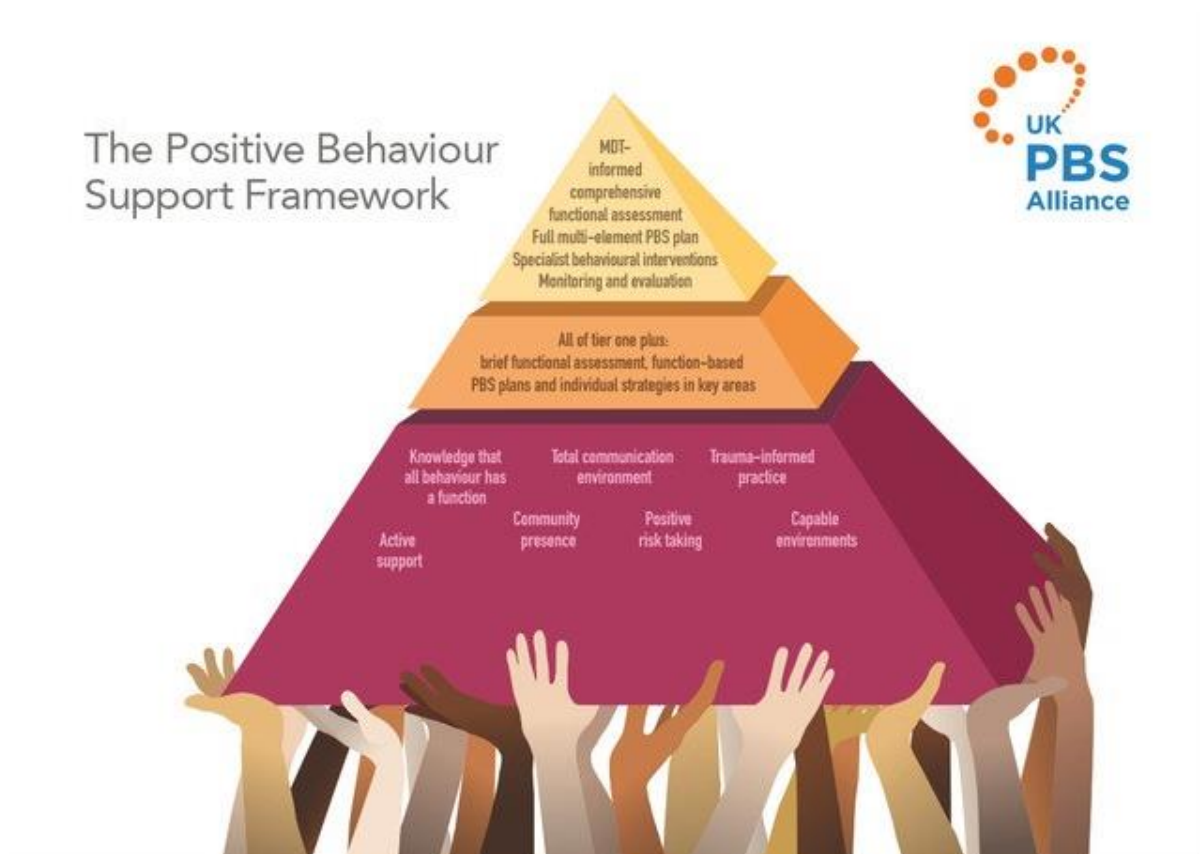 The Positive Behaviour
Support Framework
UK
PBS
Alliance
MDT-
informed
comprehensive
functional assessment
Full multi-element PBS plan
Specialist behavioural interventions
Monitoring and evaluation
All of tier one plus:
brief functional assessment, function-based
PBS plans and individual strategies in key areas
Knowledge that
all behaviour has
a function
Total communication
environment
Trauma-informed
practice
Active
support
Community
presence
Positive
risk taking
Capable
environments